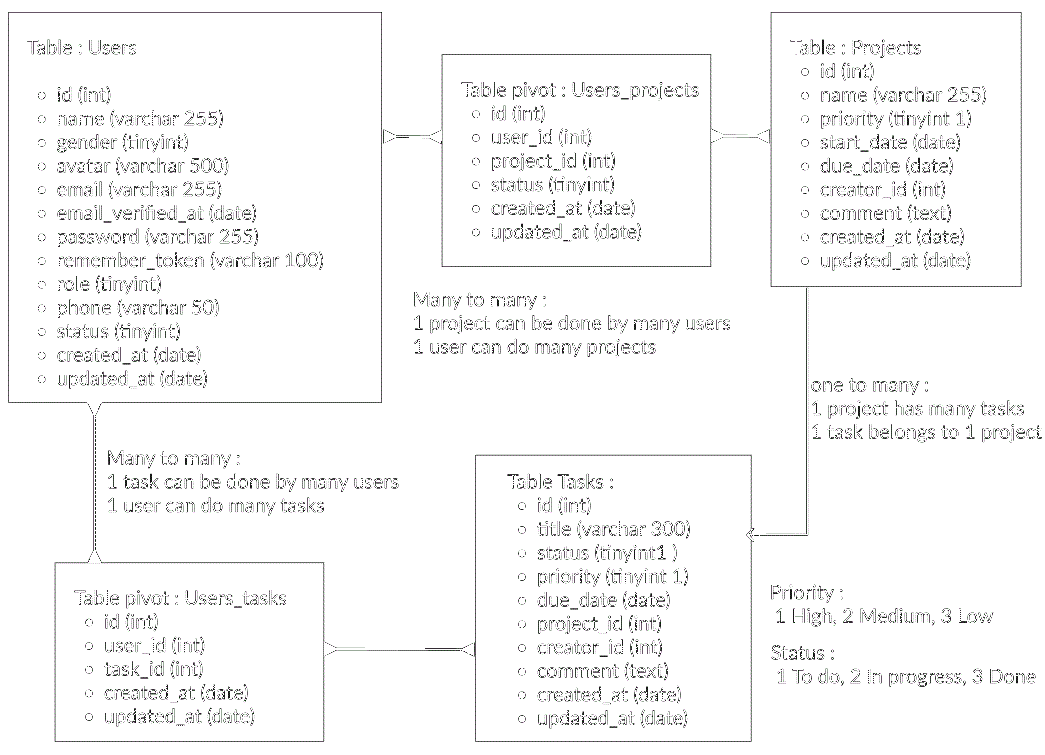 Table : Users
id (int)
name (varchar 255)
gender (tinyint)
avatar (varchar 500)
email (varchar 255)
email_verified_at (date)
password (varchar 255)
remember_token (varchar 100)
role (tinyint)
phone (varchar 50)
status (tinyint)
created_at (date)
updated_at (date)
Table pivot : Users_projects
id (int)
user_id (int)
project_id (int)
status (tinyint)
created_at (date)
updated_at (date)
Table : Projects
id (int)
name (varchar 255)
priority (tinyint 1)
start_date (date)
due_date (date)
creator_id (int)
comment (text)
created_at (date)
updated_at (date)
Many to many :
1 project can be done by many users
1 user can do many projects
one to many :
1 project has many tasks
1 task belongs to 1 project
Many to many :
1 task can be done by many users
1 user can do many tasks
Table Tasks :
id (int)
title (varchar 300)
status (tinyint1 )
priority (tinyint 1)
due_date (date)
project_id (int)
creator_id (int)
comment (text)
created_at (date)
updated_at (date)
Table pivot : Users_tasks
id (int)
user_id (int)
task_id (int)
created_at (date)
updated_at (date)
Priority :
1 High, 2 Medium, 3 Low
Status :
1 To do, 2 In progress, 3 Done